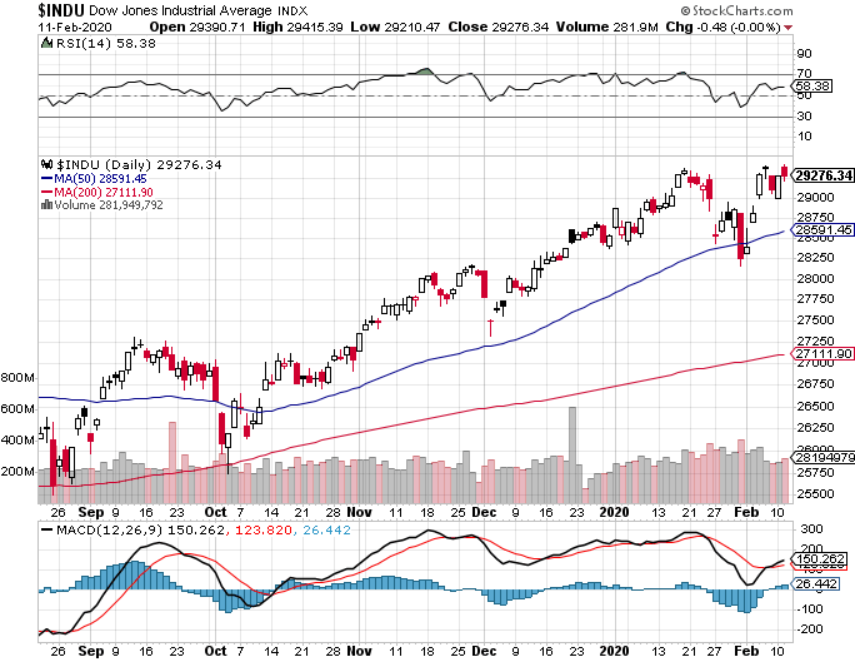 $INDU Dow Jones Industrial Average INDX
© StockCharts.com
11-Feb-2020 Open 29390.71 High 29415.39 Low 29210.47 Close 29276.34 Volume 281.9M Chg -0.48 (-0.00%)
RSI(14) 58.38
90
70
58.38
50
30
10
$INDU (Daily) 29276.34
MA(50) 28591.45
MA(200) 27111.90
Volume 281,949,792
29276.34
29000
28750
28591.45
28500
28250
28000
27750
27500
27250
27111.90
27000
26750
26500
26250
26000
28194979
25750
25500
800M
600M
400M
200M
26 Sep 9 16 23 Oct 7 14 21 28 Nov 11 18 25 Dec 9 16 23 2020 13 21 27 Feb 10
MACD(12,26,9) 150.262, 123.820, 26.442
300
200
150.262
100
26.442
0
-100
-200
26 Sep 9 16 23 Oct 7 14 21 28 Nov 11 18 25 Dec 9 16 23 2020 13 21 27 Feb 10